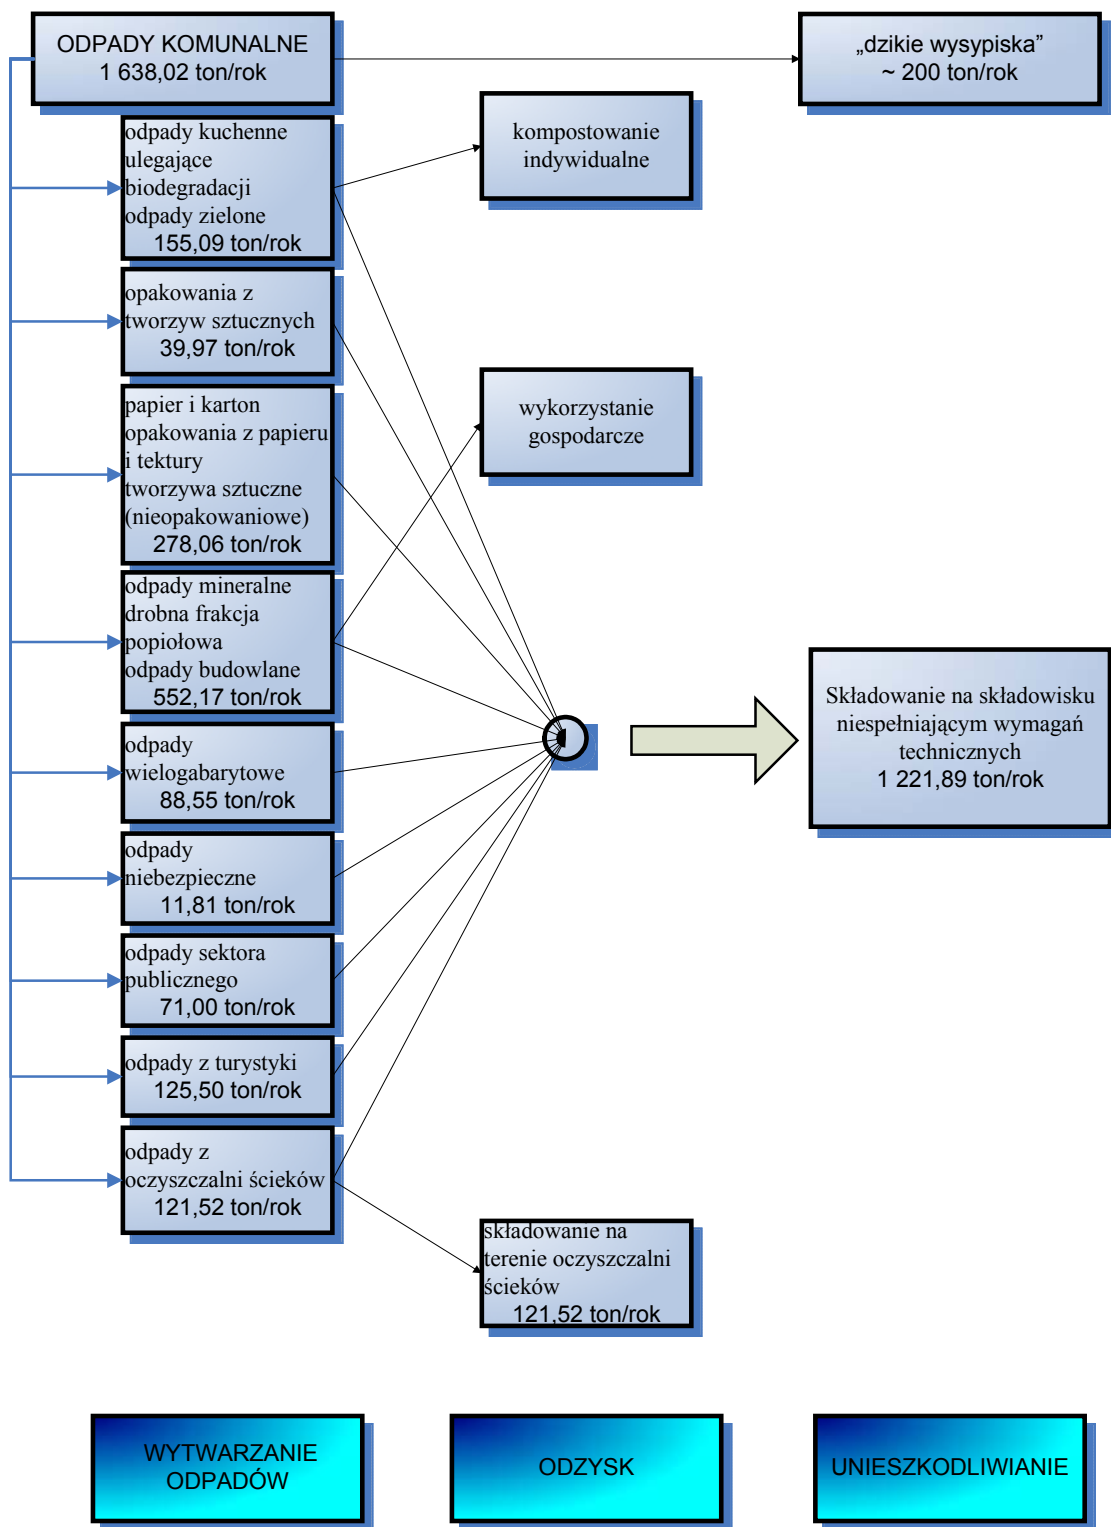 ODPADY KOMUNALNE
1 638,02 ton/rok
„dzikie wysypiska”
~ 200 ton/rok
odpady kuchenne
ulegające
biodegradacji
odpady zielone
155,09 ton/rok
kompostowanie
indywidualne
opakowania z
tworzyw sztucznych
39,97 ton/rok
papier i karton
opakowania z papieru
i tektury
tworzywa sztuczne
(nieopakowaniowe)
278,06 ton/rok
wykorzystanie
gospodarcze
odpady mineralne
drobna frakcja
popiołowa
odpady budowlane
552,17 ton/rok
Składowanie na składowisku
niespełniającym wymagań
technicznych
1 221,89 ton/rok
odpady
wielogabarytowe
88,55 ton/rok
odpady
niebezpieczne
11,81 ton/rok
odpady sektora
publicznego
71,00 ton/rok
odpady z turystyki
125,50 ton/rok
odpady z
oczyszczalni ścieków
121,52 ton/rok
składowanie na
terenie oczyszczalni
ścieków
121,52 ton/rok
WYTWARZANIE
ODPADÓW
ODZYSK
UNIESZKODLIWIANIE